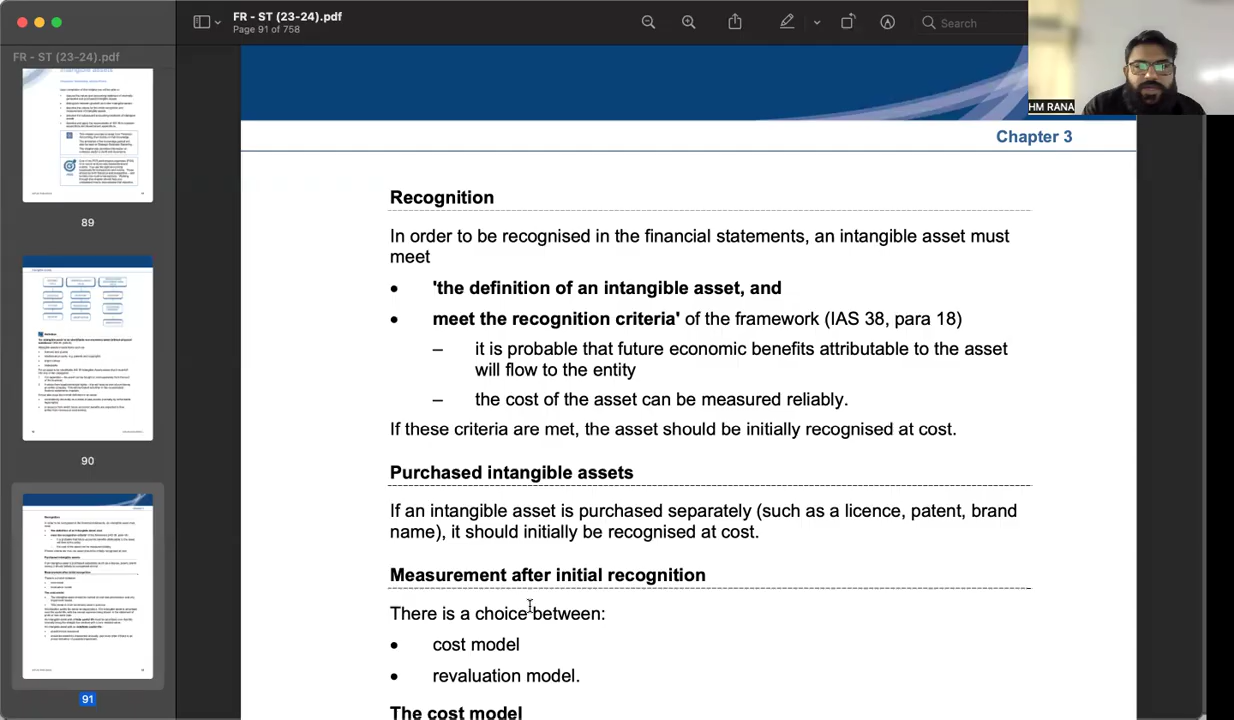 FR - ST (23-24).pdf
Page 91 of 758
Search
HM RANA
FR - ST (23-24).pdf
89
90
91
Chapter 3
Recognition
In order to be recognised in the financial statements, an intangible asset must
meet
• 'the definition of an intangible asset, and
• meet the recognition criteria' of the framework (IAS 38, para 18)
– it is probable that future economic benefits attributable to the asset
will flow to the entity
– the cost of the asset can be measured reliably.
If these criteria are met, the asset should be initially recognised at cost.
Purchased intangible assets
If an intangible asset is purchased separately (such as a licence, patent, brand
name), it should initially be recognised at cost.
Measurement after initial recognition
There is a choice between:
• cost model
• revaluation model.
The cost model